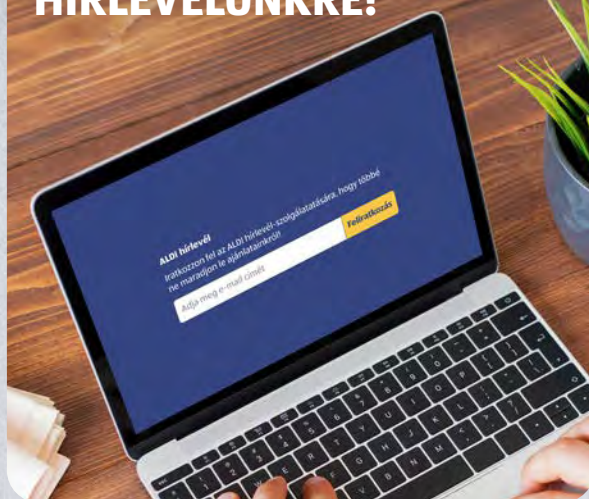 HÍRLEVELÜNKRE!
ALDI hírlevél
Iratkozzon fel az ALDI hírlevél-szolgálatatására, hogy többé
ne maradjon le ajánlatainkról!
Adja meg e-mail címét
Feliratkozás